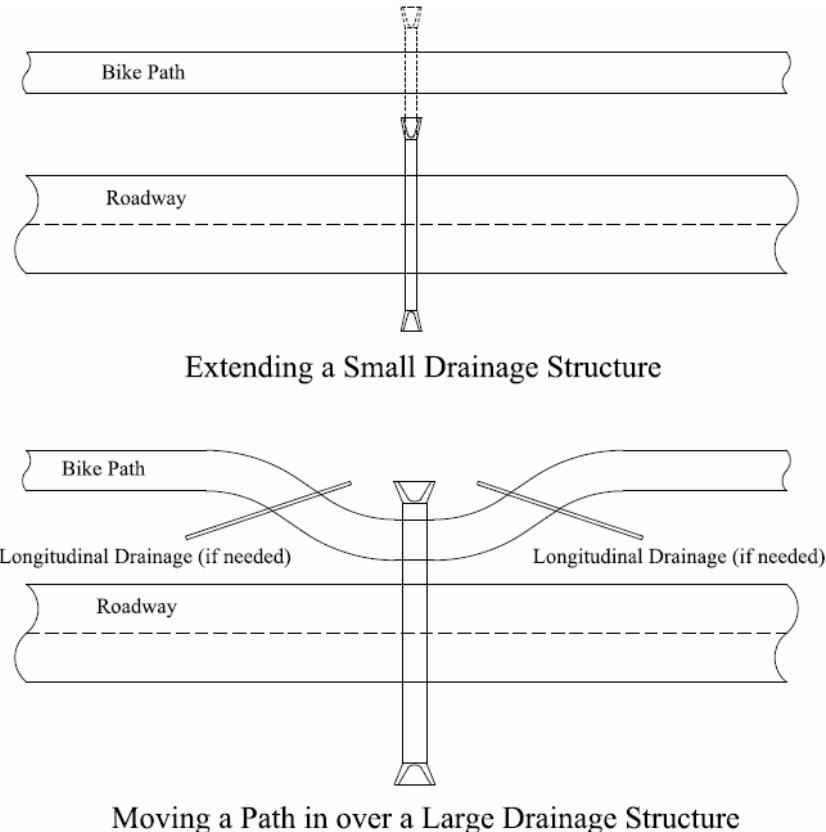 Bike Path
Roadway
Extending a Small Drainage Structure
Bike Path
Longitudinal Drainage (if needed)
Longitudinal Drainage (if needed)
Roadway
Moving a Path in over a Large Drainage Structure